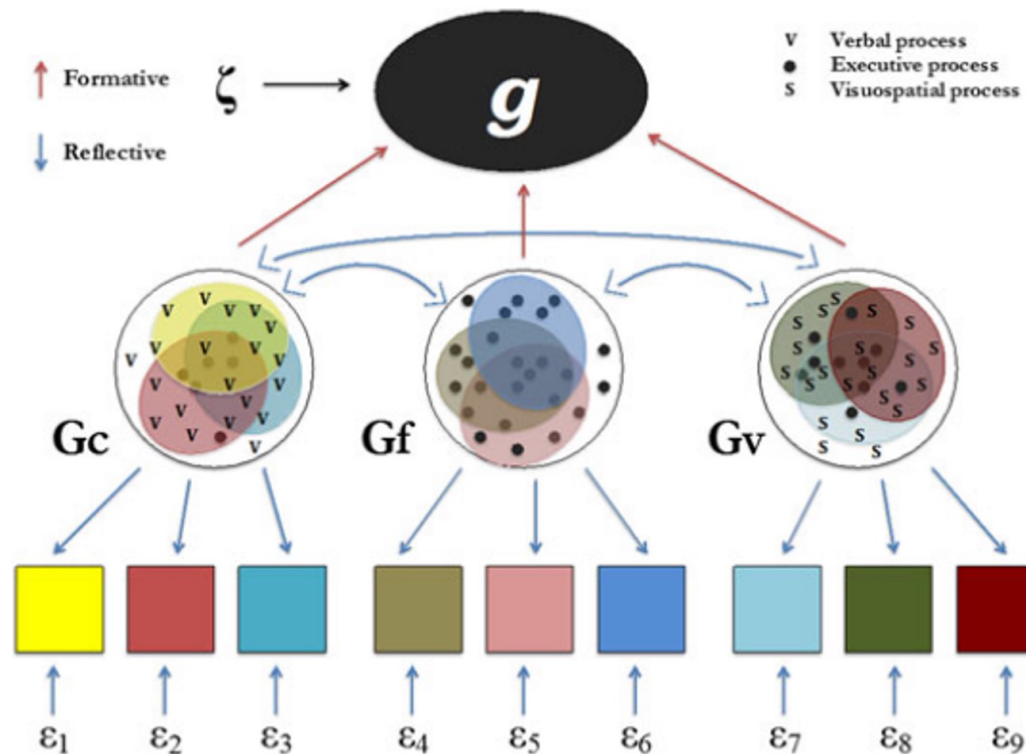 Formative
Reflective
ζ
g
V Verbal process
● Executive process
S Visuospatial process
Gc
Gf
Gv
ε1
ε2
ε3
ε4
ε5
ε6
ε7
ε8
ε9